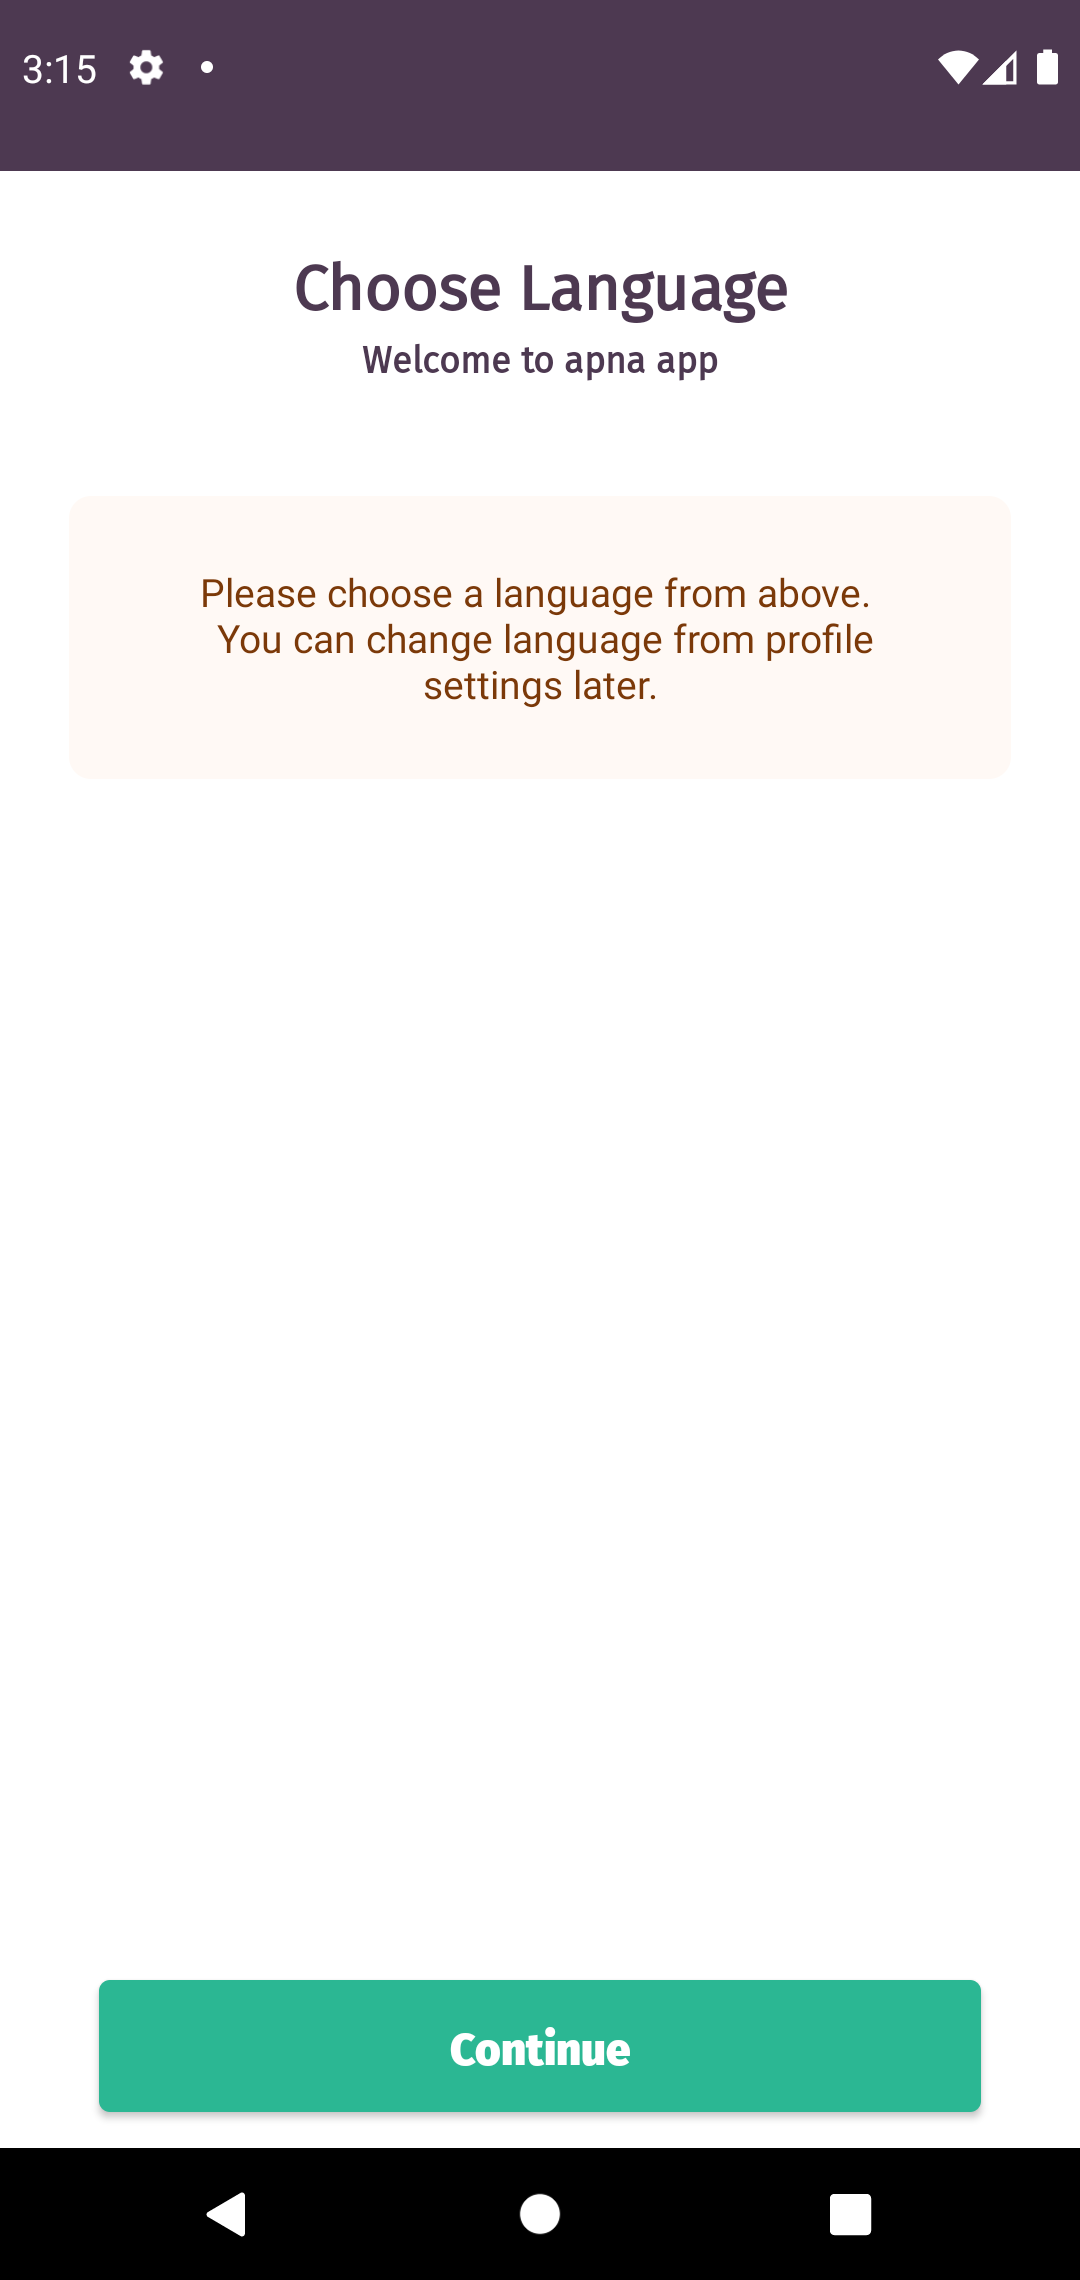 3:15
Choose Language
Welcome to apna app
Please choose a language from above.
You can change language from profile
settings later.
Continue